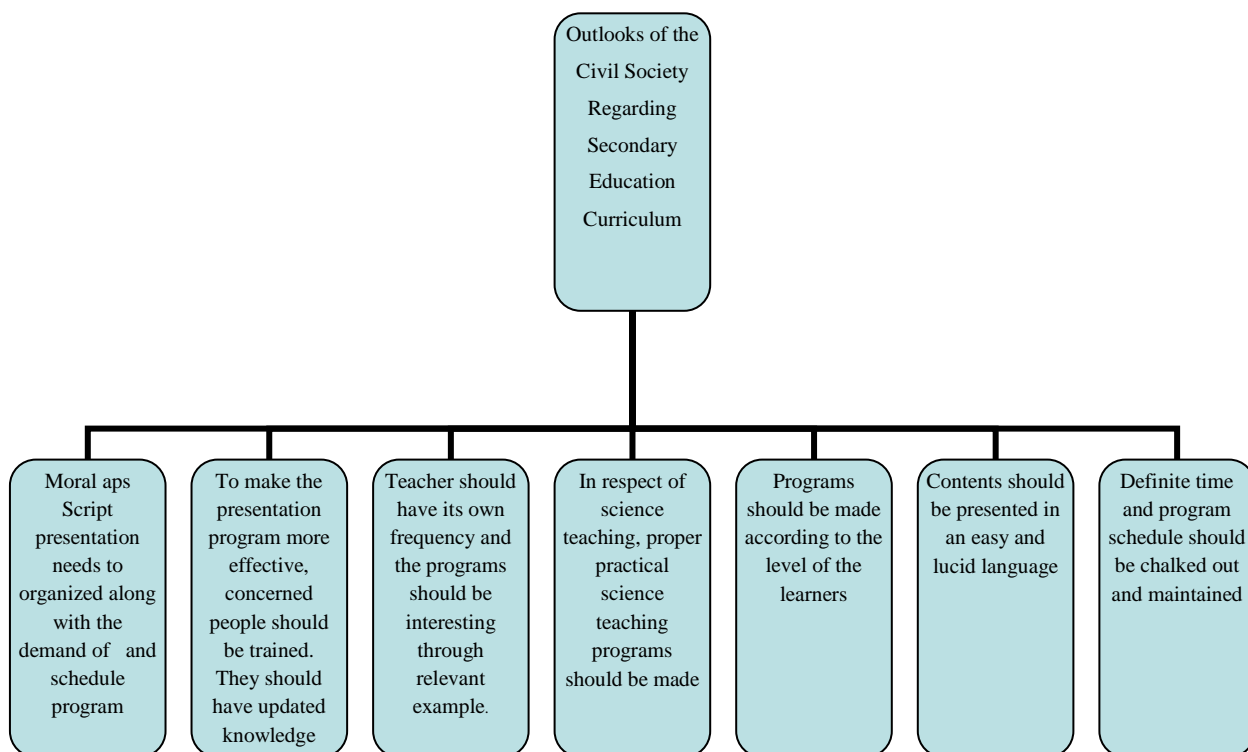 Outlooks of the
Civil Society
Regarding
Secondary
Education
Curriculum
Moral aps
Script
presentation
needs to
organized along
with the
demand of and
schedule
program
To make the
presentation
program more
effective,
concerned
people should
be trained.
They should
have updated
knowledge
Teacher should
have its own
frequency and
the programs
should be
interesting
through
relevant
example.
In respect of
science
teaching, proper
practical
science
teaching
programs
should be made
Programs
should be made
according to the
level of the
learners
Contents should
be presented in
an easy and
lucid language
Definite time
and program
schedule should
be chalked out
and maintained